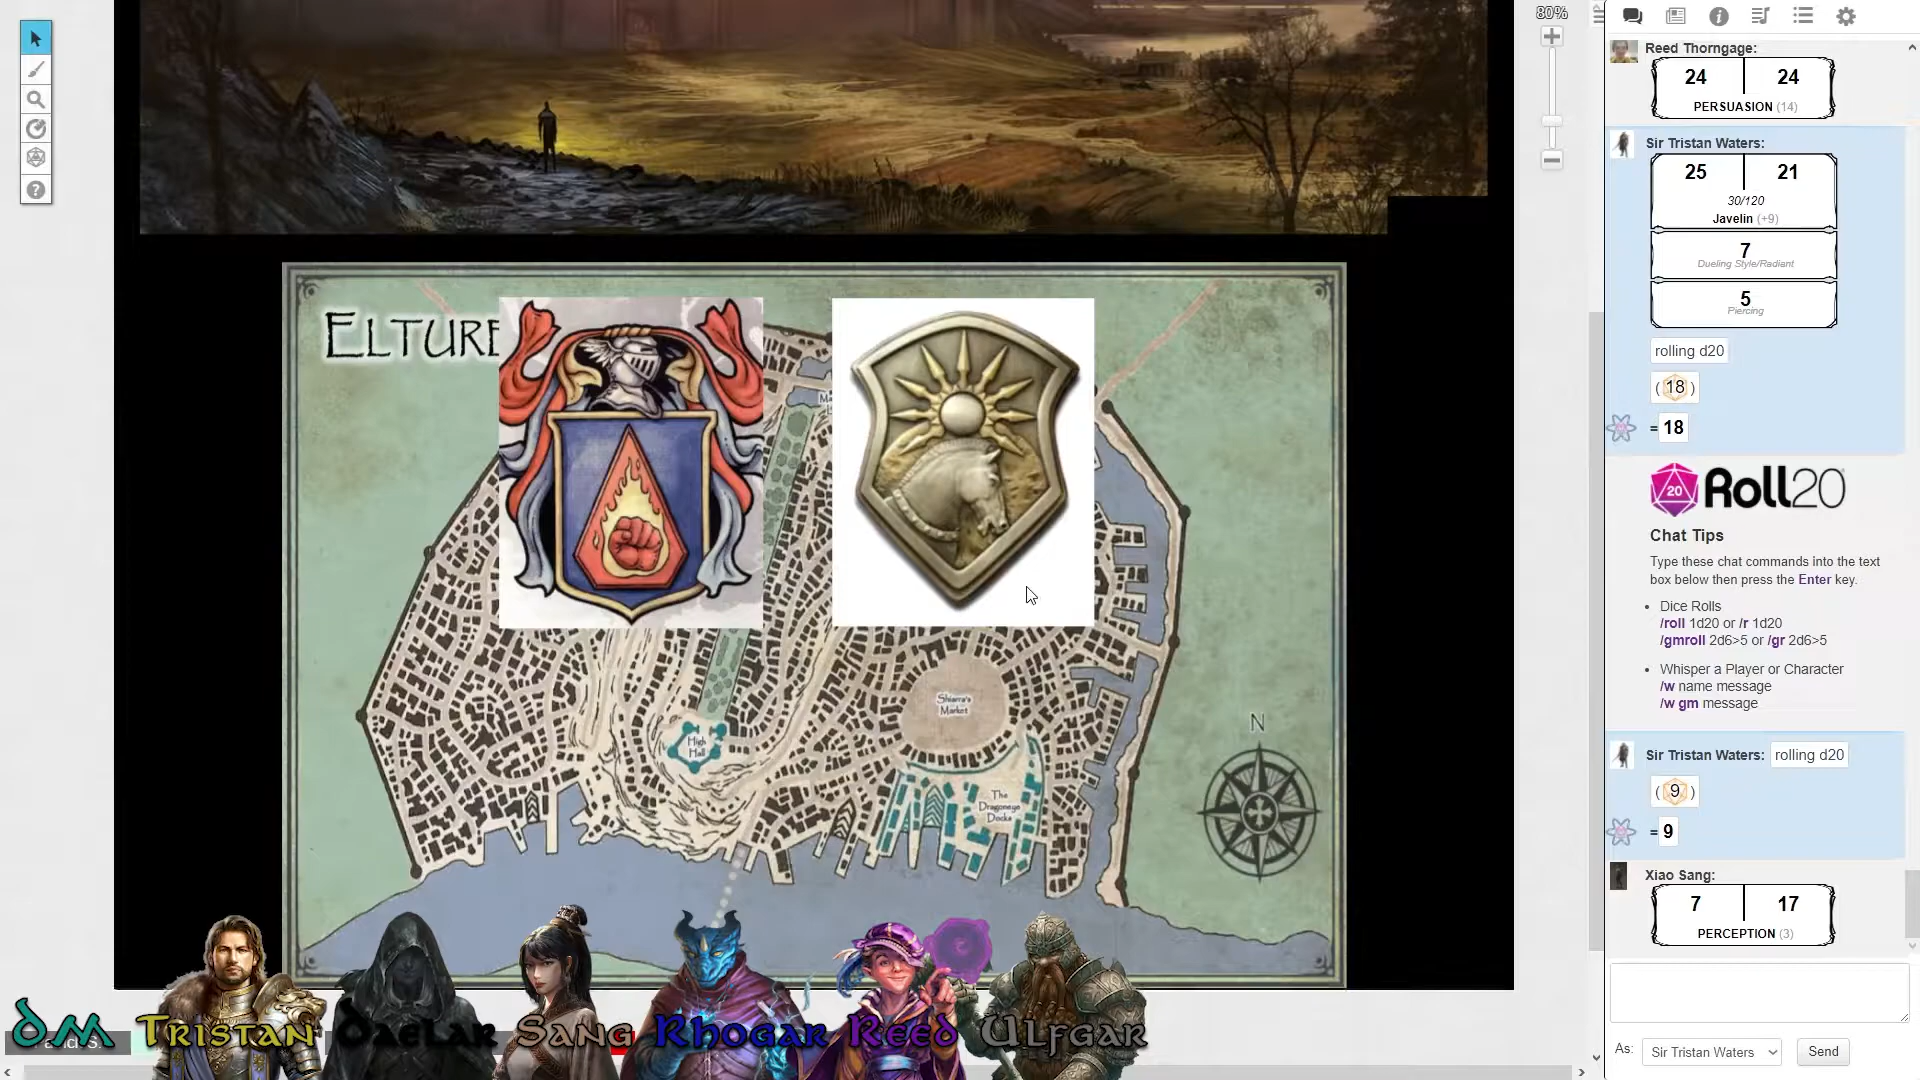 80%
ELTURE
Shiarra's
Market
High
Hall
The
Dragoneye
Docks
N
DM
TRISTAN
DAELAR
SANG
RHOGAR
REED
ULFGAR
Reed Thorngage:
24 24
PERSUASION (14)
Sir Tristan Waters:
25 21
30/120
Javelin (+9)
7
Dueling Style/Radiant
5
Piercing
rolling d20
(18)
=18
20 Roll20
Chat Tips
Type these chat commands into the text
box below then press the Enter key.
• Dice Rolls
/roll 1d20 or /r 1d20
/gmroll 2d6>5 or /gr 2d6>5
• Whisper a Player or Character
/w name message
/w gm message
Sir Tristan Waters: rolling d20
(9)
=9
Xiao Sang:
7 17
PERCEPTION (3)
As: Sir Tristan Waters Send